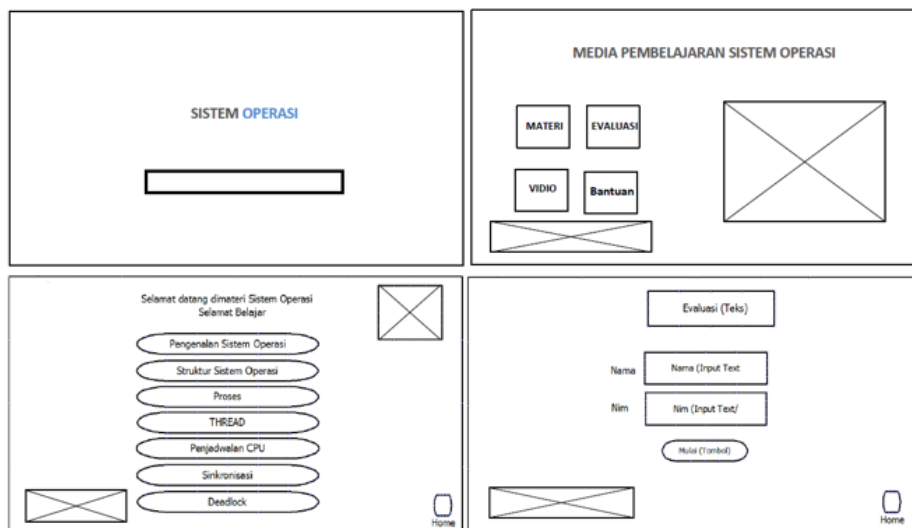 SISTEM OPERASI
MEDIA PEMBELAJARAN SISTEM OPERASI
MATERI
EVALUASI
VIDIO
Bantuan
Selamat datang dimateri Sistem Operasi
Selamat Belajar
Pengenalan Sistem Operasi
Struktur Sistem Operasi
Proses
THREAD
Penjadwalan CPU
Sinkronisasi
Deadlock
Home
Evaluasi (Teks)
Nama
Nama (Input Text
Nim
Nim (Input Text/
Mulai (Tombol)
Home